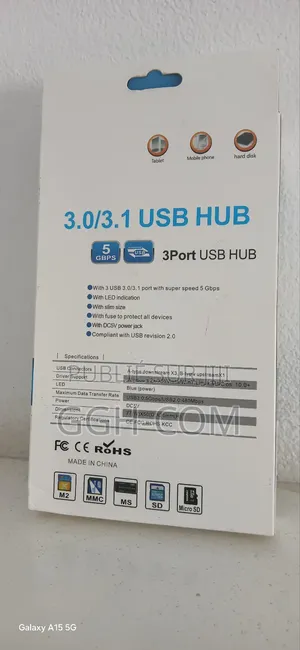 Tablet
Mobile phone
hard disk
3.0/3.1 USB HUB
5
GBPS
3Port USB HUB
With 3 USB 3.0/3.1 port with super speed 5 Gbps
With LED indication
With slim size
With fuse to protect all devices
With DC5V power jack
Compliant with USB revision 2.0
Specifications
USB Connectors
Driver Support
LED
Blue (power)
Maximum Data Transfer Rate
Power
DC5V
Dimensions
Regulatory Certification
FC CE RoHS
MADE IN CHINA
M2
MMC
MS
SD
Micro SD
Galaxy A15 5G